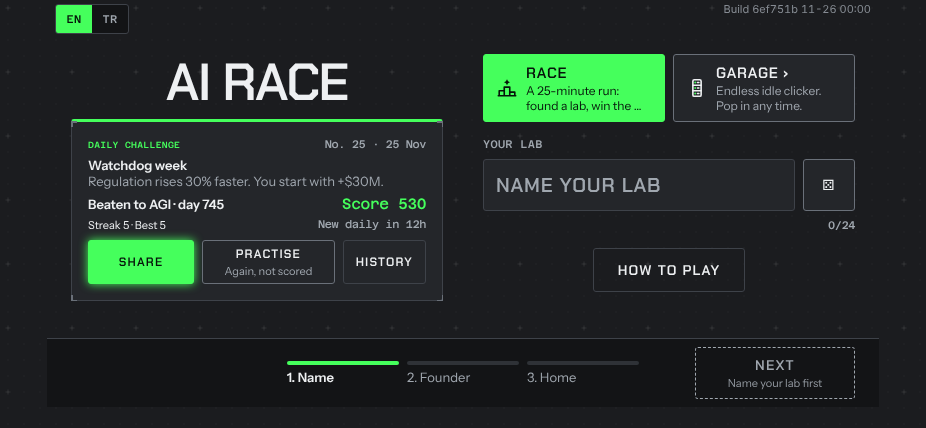 EN TR
Build 6ef751b 11-26 00:00
AI RACE
DAILY CHALLENGE No. 25 · 25 Nov
Watchdog week
Regulation rises 30% faster. You start with +$30M.
Beaten to AGI · day 745 Score 530
Streak 5 · Best 5 New daily in 12h
SHARE
PRACTISE
Again, not scored
HISTORY
RACE
A 25-minute run:
found a lab, win the ...
GARAGE ›
Endless idle clicker.
Pop in any time.
YOUR LAB
NAME YOUR LAB
0/24
HOW TO PLAY
1. Name 2. Founder 3. Home
NEXT
Name your lab first